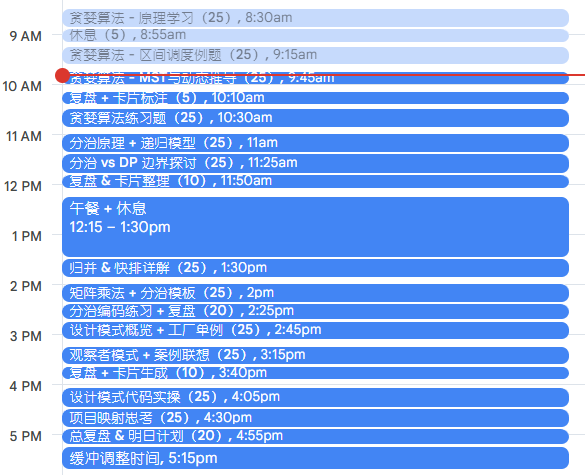 贪婪算法 - 原理学习（25）, 8:30am
9 AM
休息（5）, 8:55am
贪婪算法 - 区间调度例题（25）, 9:15am
贪婪算法 - MST 与动态推导（25）, 9:45am
10 AM
复盘 + 卡片标注（5）, 10:10am
贪婪算法练习题（25）, 10:30am
11 AM
分治原理 + 递归模型（25）, 11am
分治 vs DP 边界探讨（25）, 11:25am
复盘 & 卡片整理（10）, 11:50am
12 PM
午餐 + 休息
12:15 – 1:30pm
1 PM
归并 & 快排详解（25）, 1:30pm
2 PM
矩阵乘法 + 分治模板（25）, 2pm
分治编码练习 + 复盘（20）, 2:25pm
设计模式概览 + 工厂单例（25）, 2:45pm
3 PM
观察者模式 + 案例联想（25）, 3:15pm
复盘 + 卡片生成（10）, 3:40pm
4 PM
设计模式代码实操（25）, 4:05pm
项目映射思考（25）, 4:30pm
5 PM
总复盘 & 明日计划（20）, 4:55pm
缓冲调整时间, 5:15pm